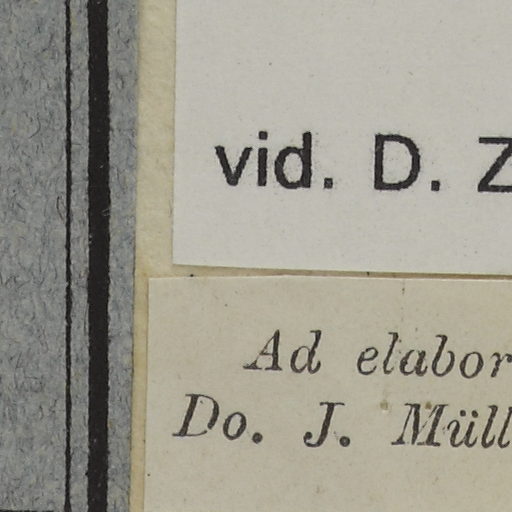 vid. D. Z
Ad elabor
Do. J. Müll